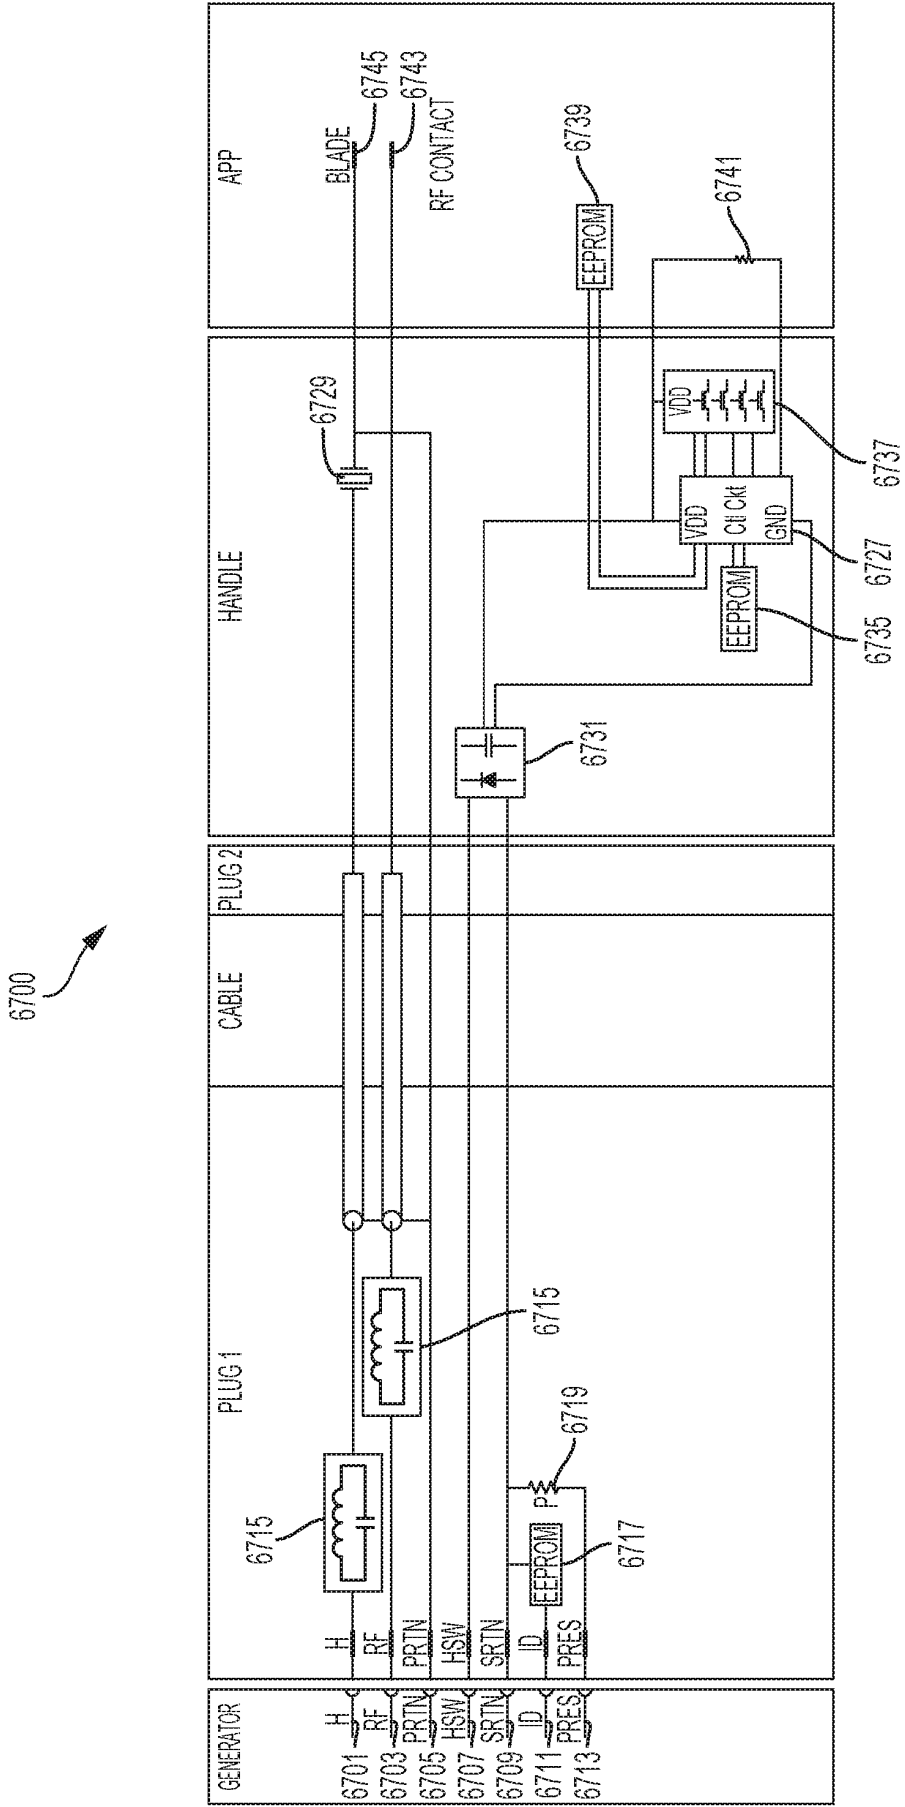 6700
GENERATOR
PLUG 1
CABLE
PLUG 2
HANDLE
APP
6701
H
H
6715
6729
BLADE
6745
6703
RF
RF
6715
6743
RF CONTACT
6705
PRTN
PRTN
6707
HSW
HSW
6709
SRTN
SRTN
6711
ID
ID
6713
PRES
PRES
EEPROM
6717
P
6719
6731
EEPROM
6739
6741
VDD
Ctl Ckt
GND
VDD
EEPROM
6735
6727
6737